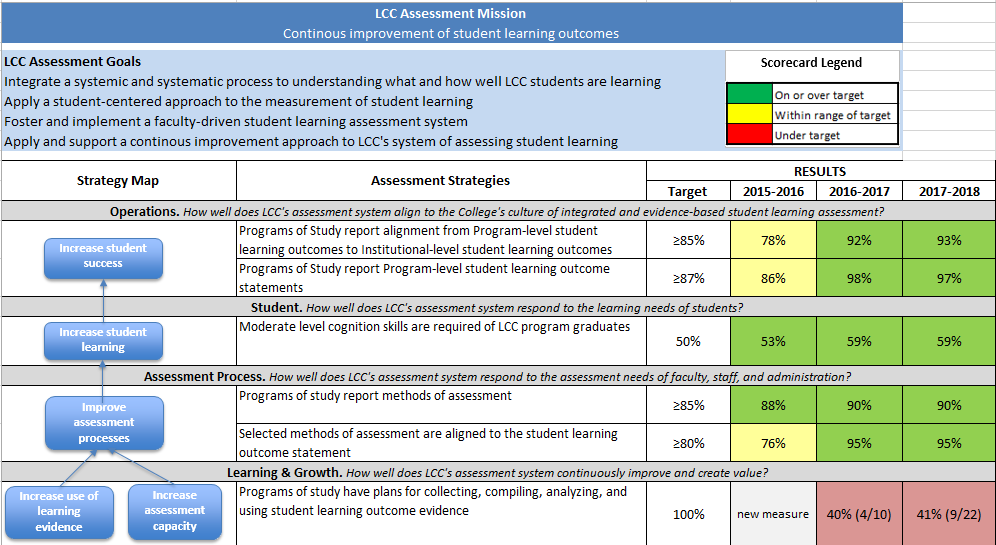 LCC Assessment Mission
Continous improvement of student learning outcomes
LCC Assessment Goals
Integrate a systemic and systematic process to understanding what and how well LCC students are learning
Apply a student-centered approach to the measurement of student learning
Foster and implement a faculty-driven student learning assessment system
Apply and support a continous improvement approach to LCC's system of assessing student learning
Scorecard Legend
On or over target
Within range of target
Under target
Strategy Map
Assessment Strategies
RESULTS
Target
2015-2016
2016-2017
2017-2018
Operations. How well does LCC's assessment system align to the College's culture of integrated and evidence-based student learning assessment?
Increase student
success
Programs of Study report alignment from Program-level student
learning outcomes to Institutional-level student learning outcomes
≥85%
78%
92%
93%
Programs of Study report Program-level student learning outcome
statements
≥87%
86%
98%
97%
Student. How well does LCC's assessment system respond to the learning needs of students?
Increase student
learning
Moderate level cognition skills are required of LCC program graduates
50%
53%
59%
59%
Assessment Process. How well does LCC's assessment system respond to the assessment needs of faculty, staff, and administration?
Improve
assessment
processes
Programs of study report methods of assessment
≥85%
88%
90%
90%
Selected methods of assessment are aligned to the student learning
outcome statement
≥80%
76%
95%
95%
Learning & Growth. How well does LCC's assessment system continuously improve and create value?
Increase use of
learning
evidence
Increase
assessment
capacity
Programs of study have plans for collecting, compiling, analyzing, and
using student learning outcome evidence
100%
new measure
40% (4/10)
41% (9/22)